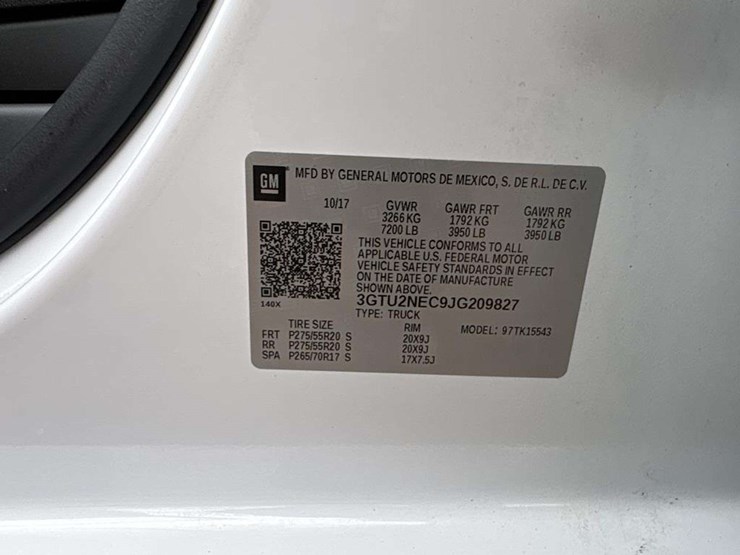 GM
MFD BY GENERAL MOTORS DE MEXICO, S. DE R.L. DE C.V.
10/17 GVWR GAWR FRT GAWR RR
3266 KG 1792 KG 1792 KG
7200 LB 3950 LB 3950 LB
THIS VEHICLE CONFORMS TO ALL
APPLICABLE U.S. FEDERAL MOTOR
VEHICLE SAFETY STANDARDS IN EFFECT
ON THE DATE OF MANUFACTURE
SHOWN ABOVE.
140X
3GTU2NEC9JG209827
TYPE: TRUCK
TIRE SIZE RIM MODEL: 97TK15543
FRT P275/55R20 S 20X9J
RR P275/55R20 S 20X9J
SPA P265/70R17 S 17X7.5J